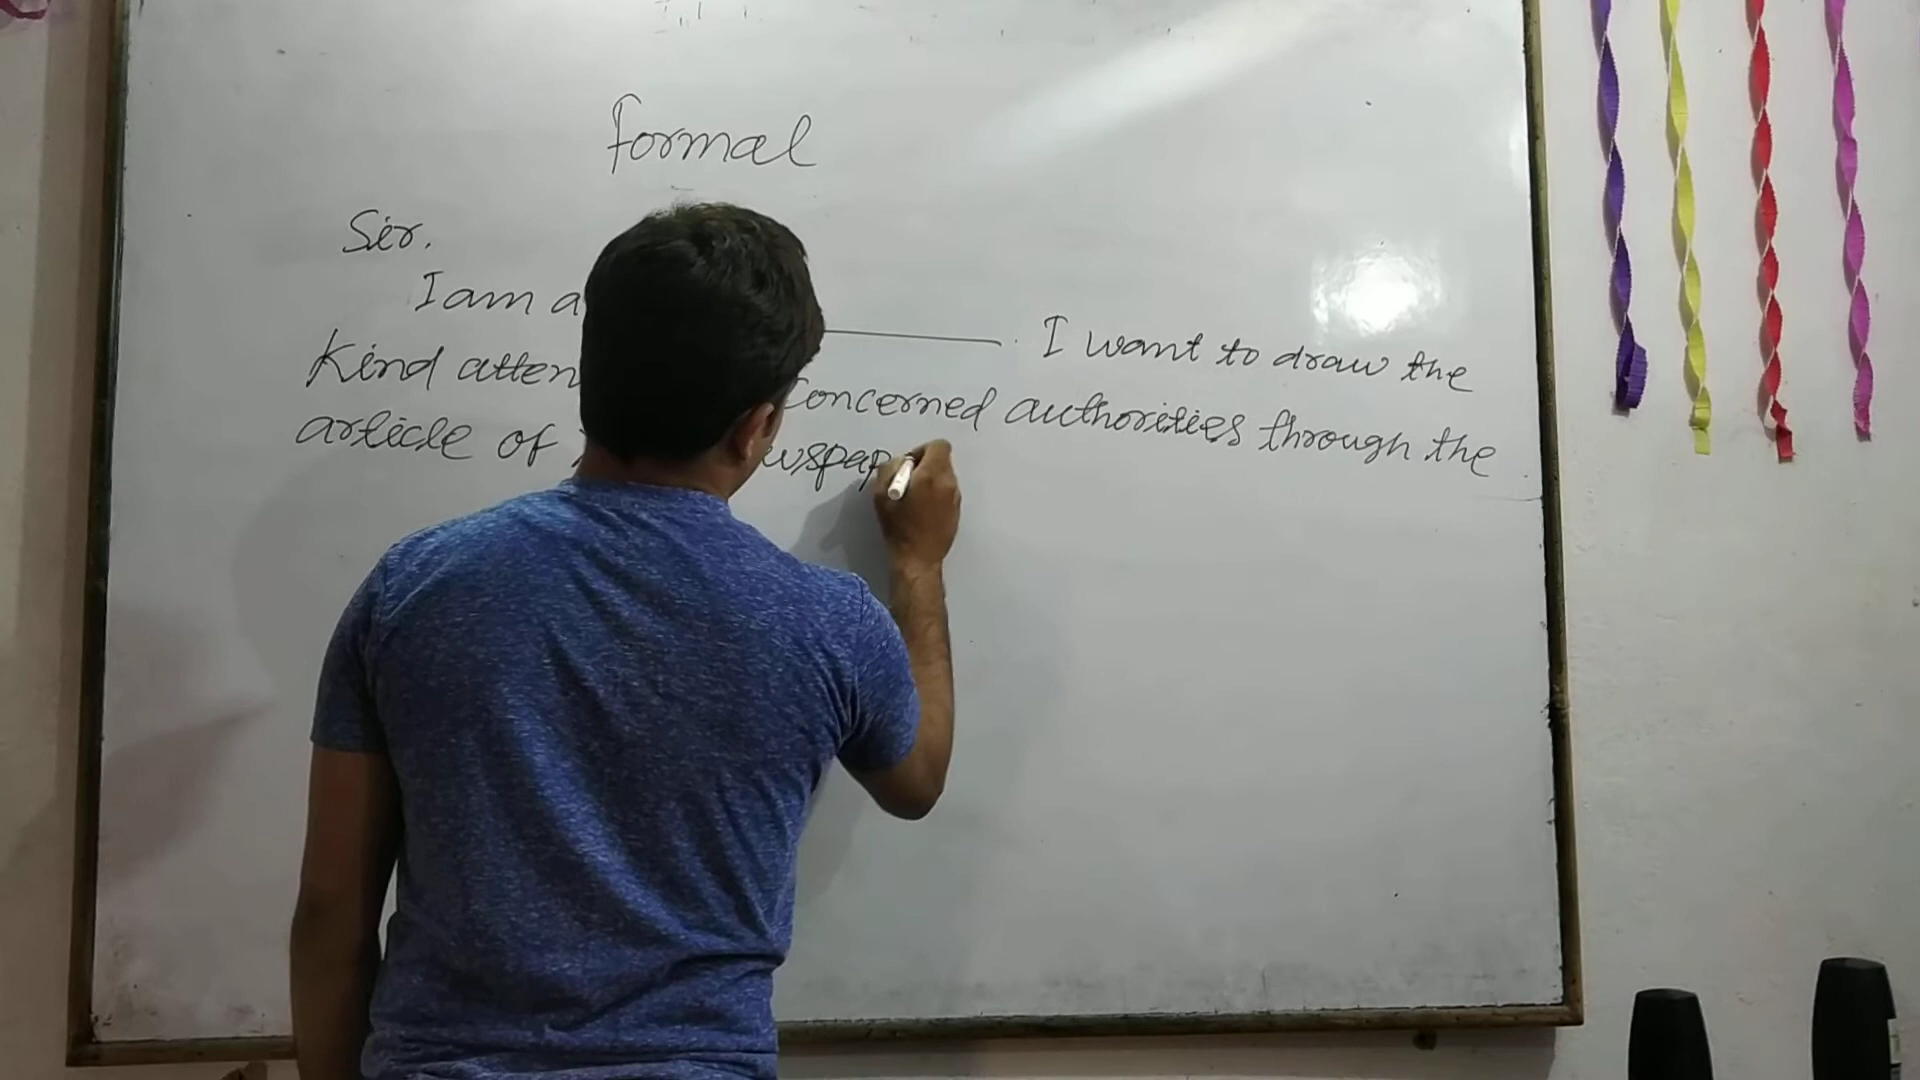 Formal
Sir.
I am a I want to draw the
Kind atten Concerned authorities through the
article of wspap